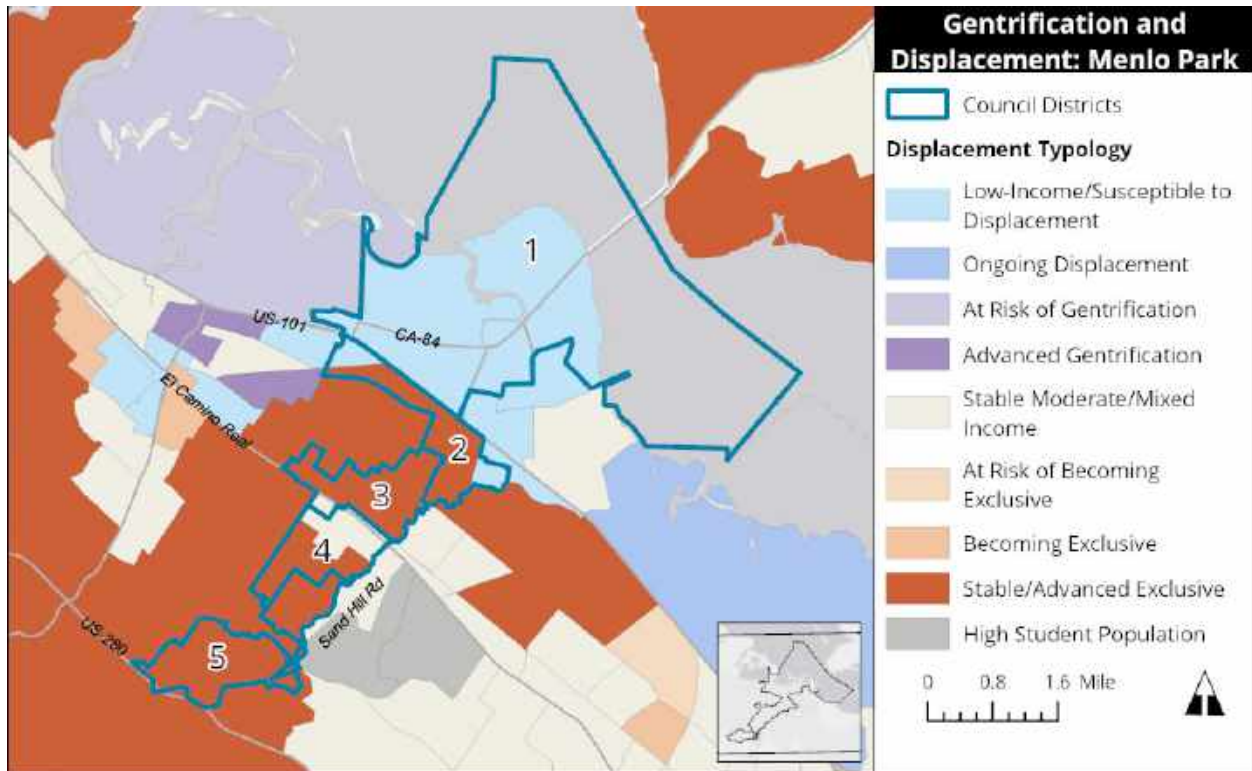 Gentrification and
Displacement: Menlo Park
Council Districts
Displacement Typology
Low-Income/Susceptible to
Displacement
Ongoing Displacement
At Risk of Gentrification
Advanced Gentrification
Stable Moderate/Mixed
Income
At Risk of Becoming
Exclusive
Becoming Exclusive
Stable/Advanced Exclusive
High Student Population
0 0.8 1.6 Mile
1
US-101
CA-84
El Camino Real
2
3
4
Sand Hill Rd
US-280
5